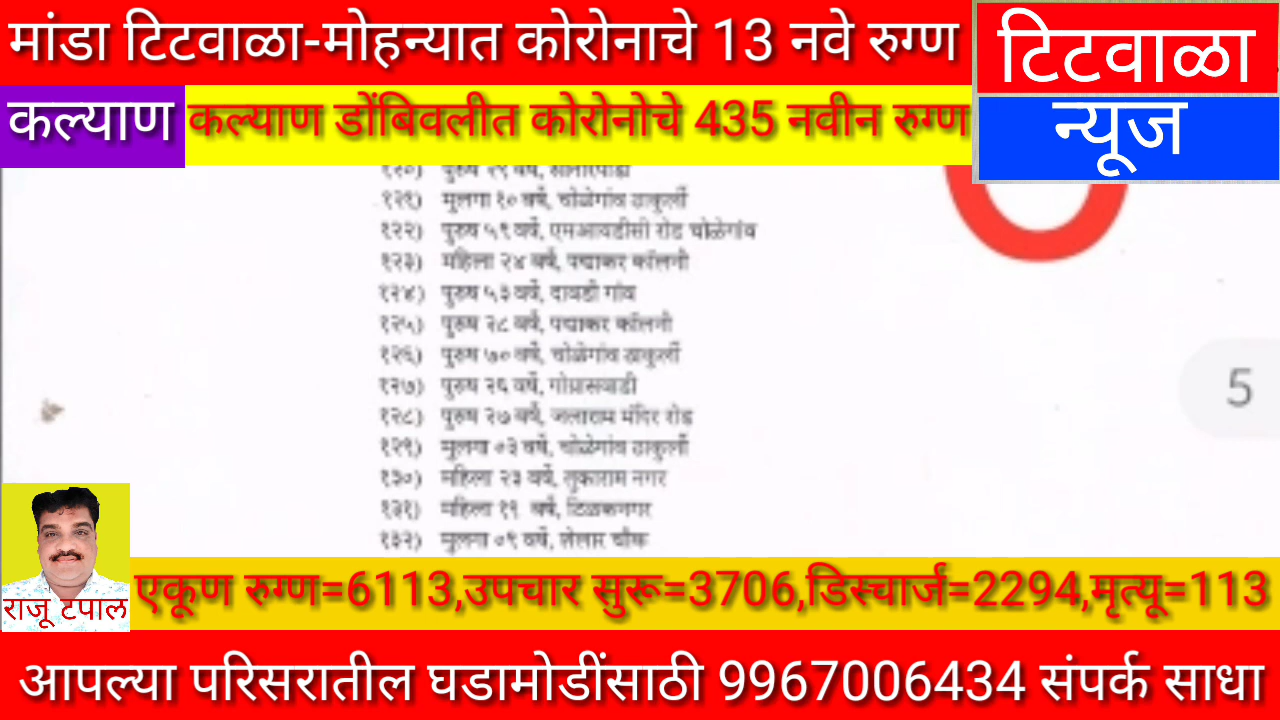 मांडा टिटवाळा-मोहन्यात कोरोनाचे 13 नवे रुग्ण
टिटवाळा
न्यूज
कल्याण
कल्याण डोंबिवलीत कोरोनोचे 435 नवीन रुग्ण
१२१) मुलगा १० वर्षे, चोळेगांव ठाकुर्ली
१२२) पुरुष ५९ वर्षे, एमआयडीसी रोड चोळेगांव
१२३) महिला २४ वर्षे, पद्माकर कॉलनी
१२४) पुरुष ५३ वर्षे, दावडी गांव
१२५) पुरुष २८ वर्षे, पद्माकर कॉलनी
१२६) पुरुष ७० वर्षे, चोळेगांव ठाकुर्ली
१२७) पुरुष २६ वर्षे, गोग्रासवाडी
१२८) पुरुष २७ वर्षे, जलाराम मंदिर रोड
१२९) मुलगा ०३ वर्षे, चोळेगांव ठाकुर्ली
१३०) महिला २३ वर्षे, तुकाराम नगर
१३१) महिला १९ वर्षे, टिळकनगर
१३२) मुलगा ०९ वर्षे, शेलार चौक
5
राजू टपाल
एकूण रुग्ण=6113,उपचार सुरू=3706,डिस्चार्ज=2294,मृत्यू=113
आपल्या परिसरातील घडामोडींसाठी 9967006434 संपर्क साधा